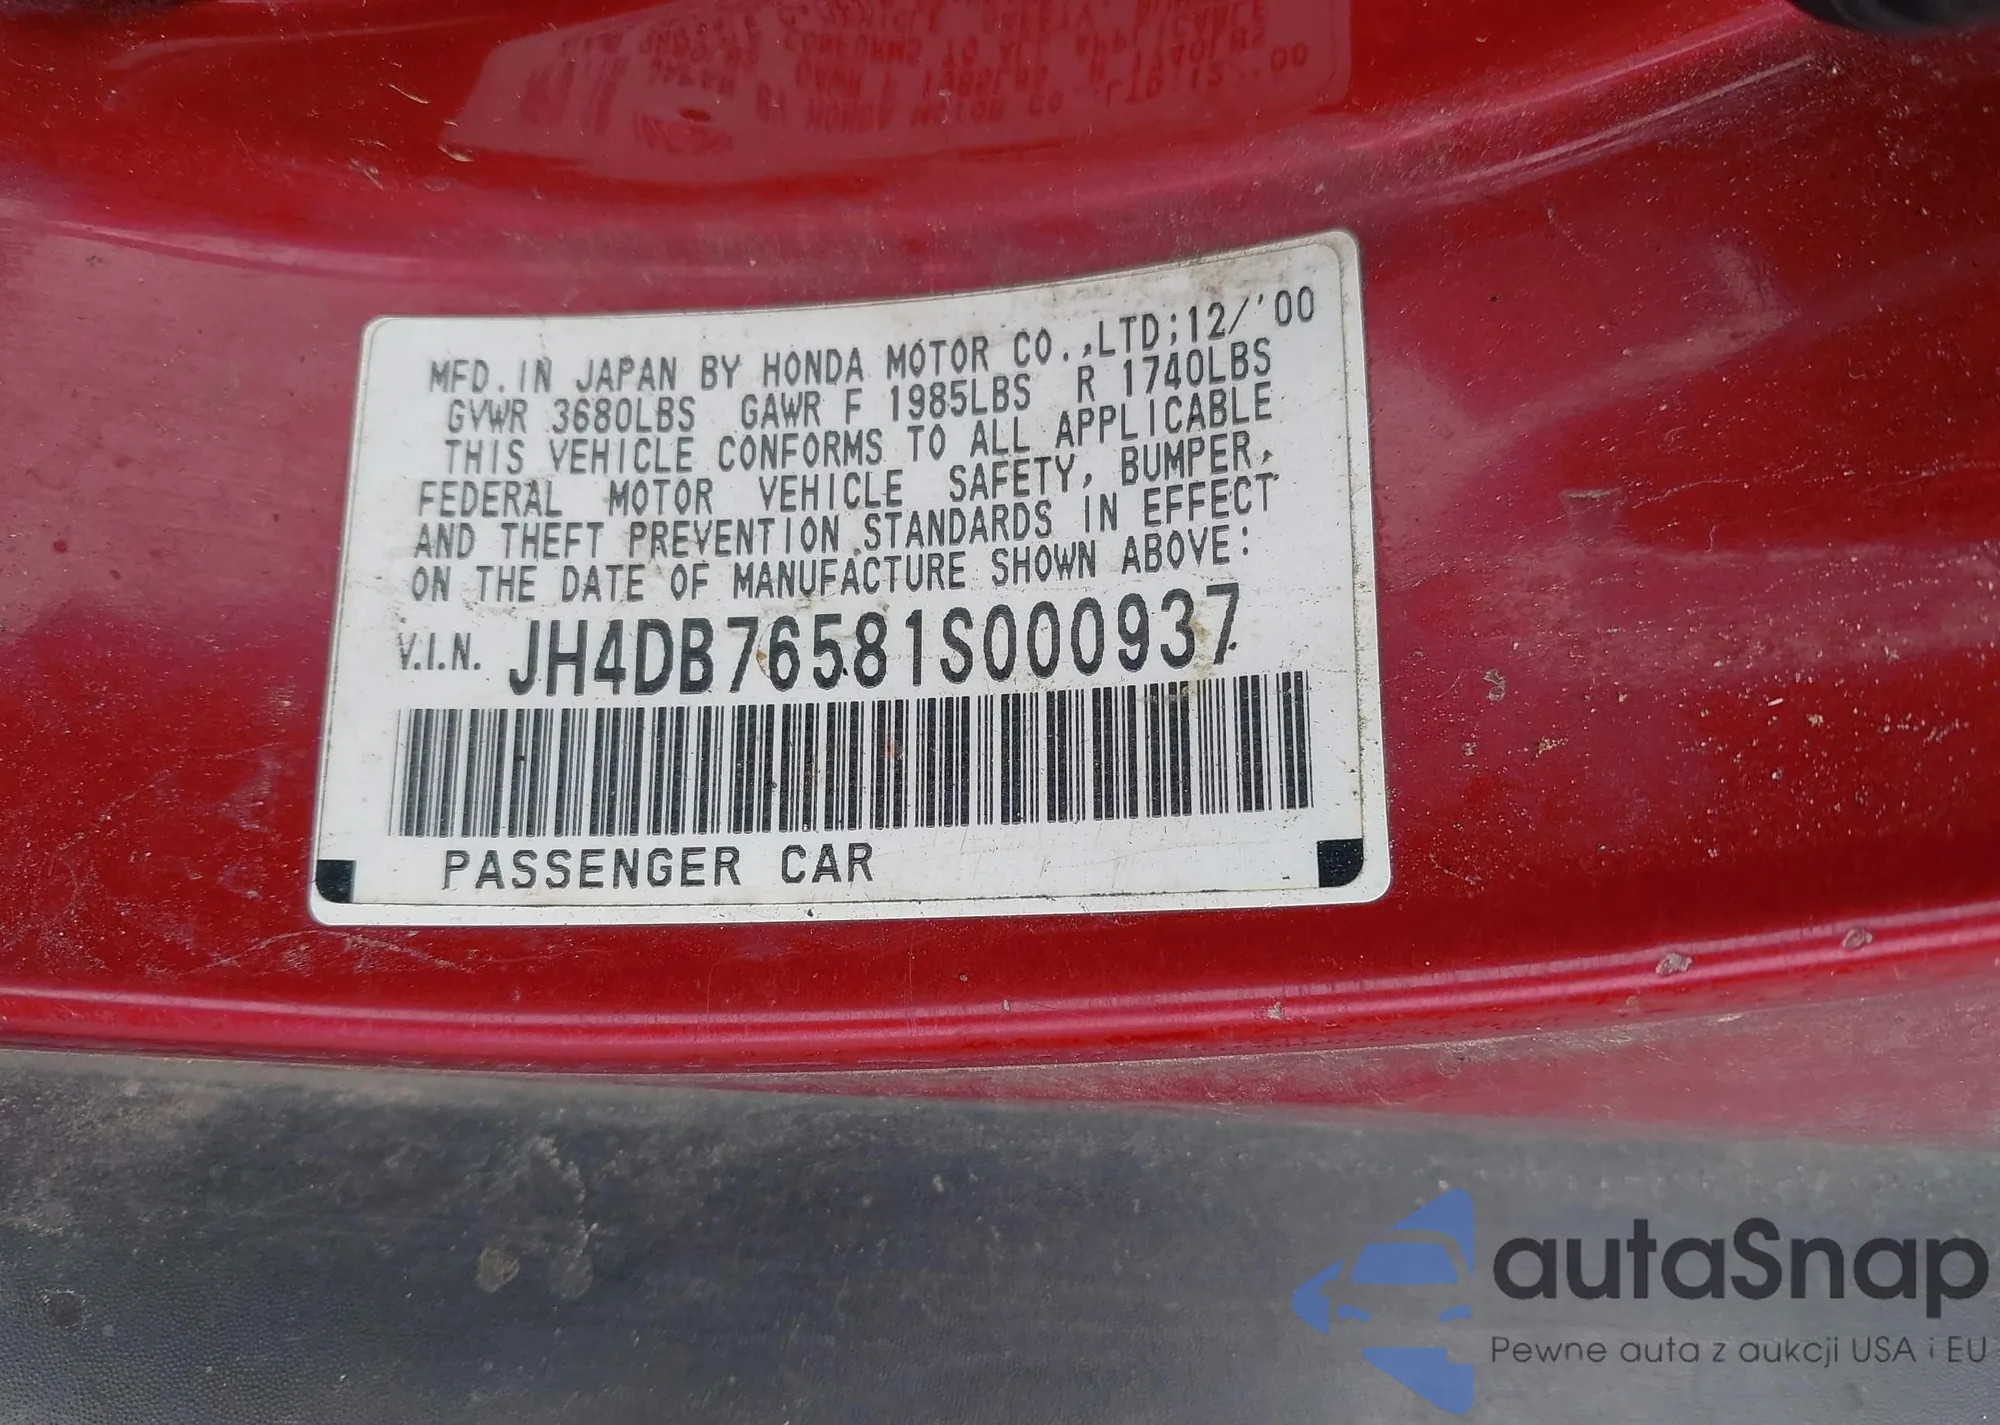 MFD. IN JAPAN BY HONDA MOTOR CO.,LTD;12/'00
GVWR 3680LBS GAWR F 1985LBS R 1740LBS
THIS VEHICLE CONFORMS TO ALL APPLICABLE
FEDERAL MOTOR VEHICLE SAFETY, BUMPER,
AND THEFT PREVENTION STANDARDS IN EFFECT
ON THE DATE OF MANUFACTURE SHOWN ABOVE:
V.I.N. JH4DB76581S000937
PASSENGER CAR
autaSnap
Pewne auta z aukcji USA i EU